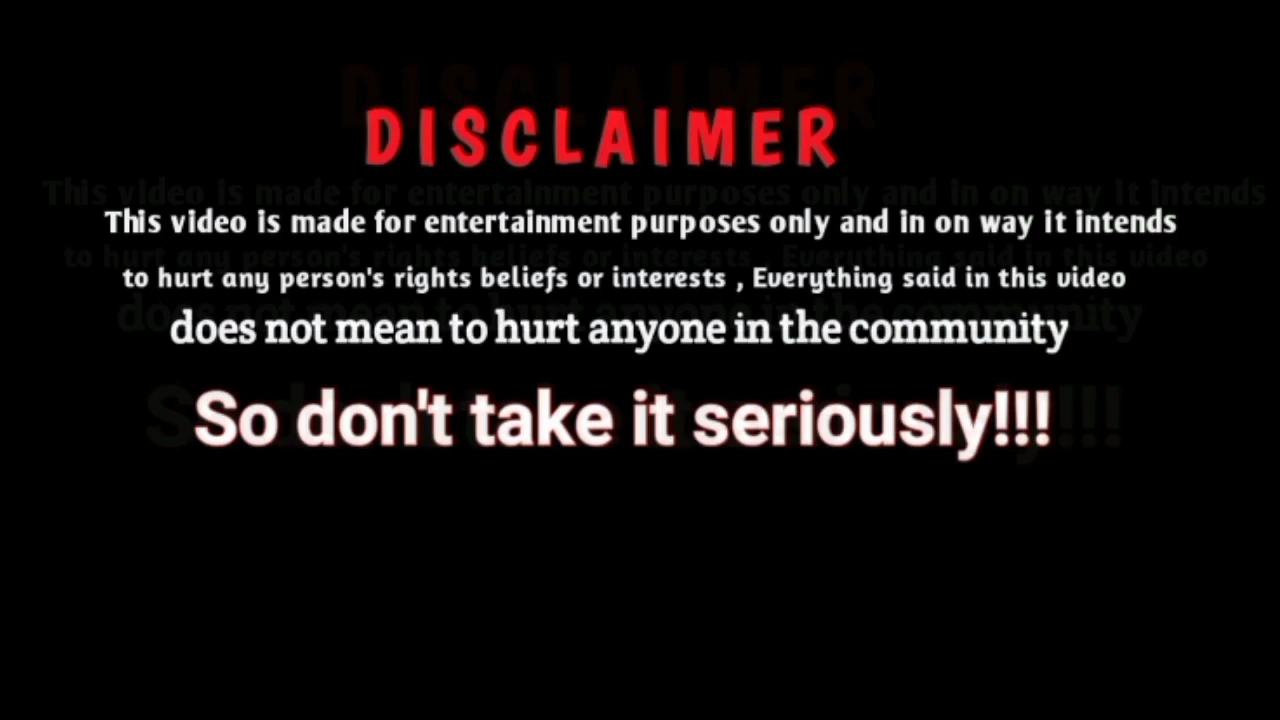 DISCLAIMER
This video is made for entertainment purposes only and in on way it intends
to hurt any person's rights beliefs or interests , Everything said in this video
does not mean to hurt anyone in the community
So don't take it seriously!!!